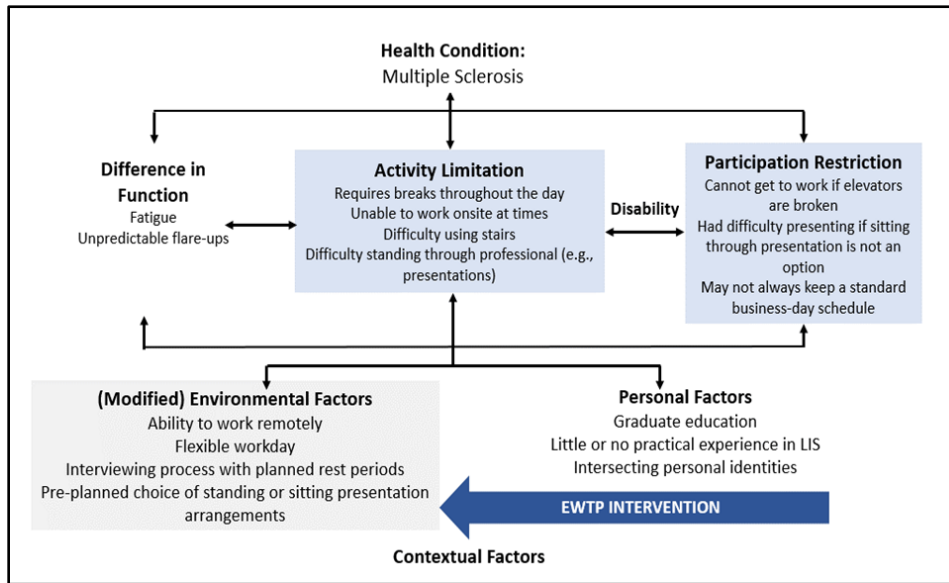 Health Condition:
Multiple Sclerosis
Difference in
Function
Fatigue
Unpredictable flare-ups
Activity Limitation
Requires breaks throughout the day
Unable to work onsite at times
Difficulty using stairs
Difficulty standing through professional (e.g.,
presentations)
Disability
Participation Restriction
Cannot get to work if elevators
are broken
Had difficulty presenting if sitting
through presentation is not an
option
May not always keep a standard
business-day schedule
(Modified) Environmental Factors
Ability to work remotely
Flexible workday
Interviewing process with planned rest periods
Pre-planned choice of standing or sitting presentation
arrangements
Personal Factors
Graduate education
Little or no practical experience in LIS
Intersecting personal identities
EWTP INTERVENTION
Contextual Factors